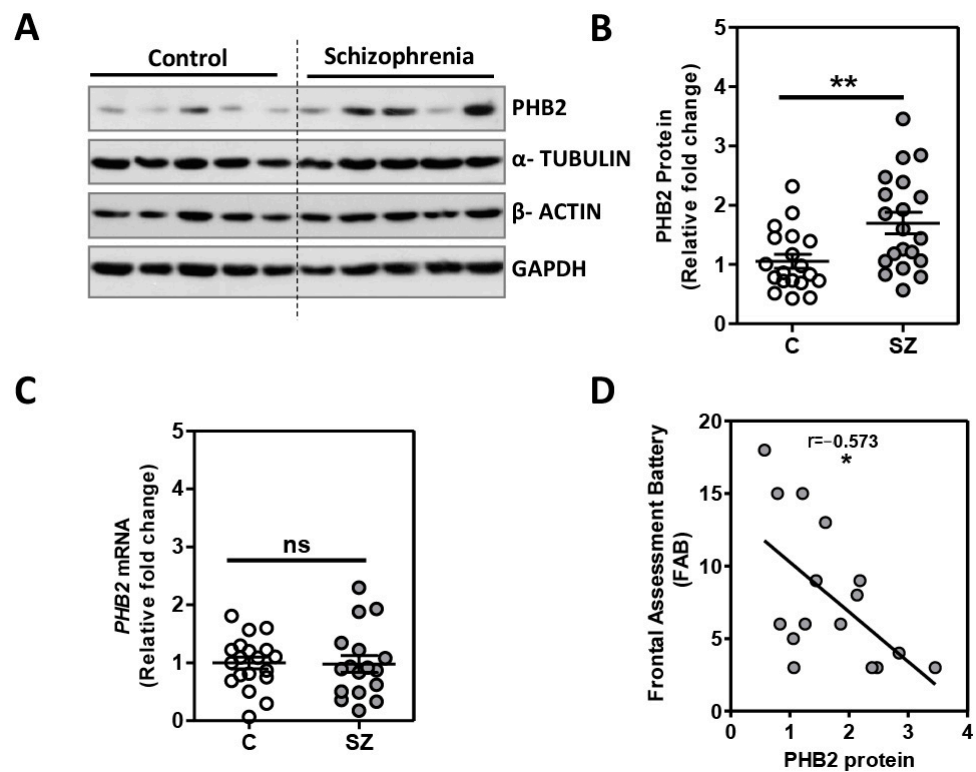 A
Control
Schizophrenia
PHB2
α- TUBULIN
β- ACTIN
GAPDH
B
PHB2 Protein
(Relative fold change)
5
4
3
2
1
0
**
C
SZ
C
PHB2 mRNA
(Relative fold change)
5
4
3
2
1
0
ns
C
SZ
D
Frontal Assessment Battery
(FAB)
20
15
10
5
0
r=−0.573
*
0 1 2 3 4
PHB2 protein